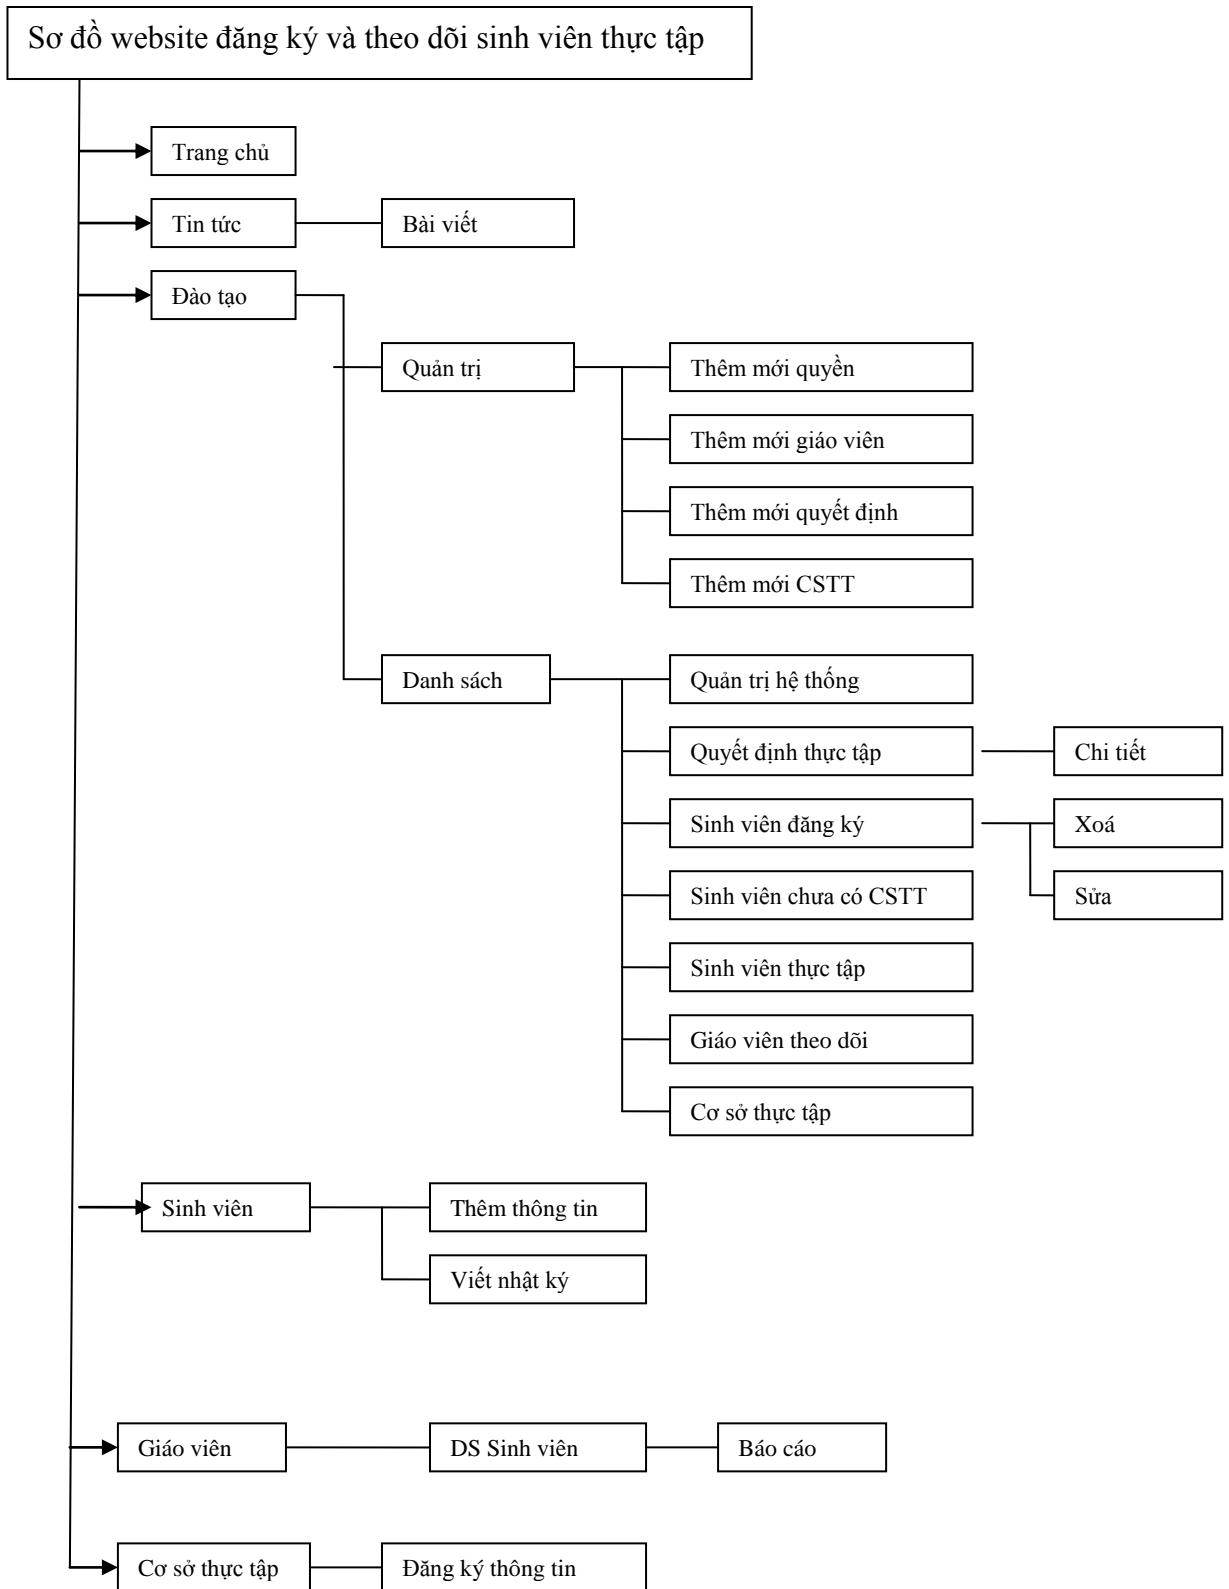 Sơ đồ website đăng ký và theo dõi sinh viên thực tập
Trang chủ
Tin tức
Bài viết
Đào tạo
Quản trị
Thêm mới quyền
Thêm mới giáo viên
Thêm mới quyết định
Thêm mới CSTT
Danh sách
Quản trị hệ thống
Quyết định thực tập
Chi tiết
Sinh viên đăng ký
Xoá
Sửa
Sinh viên chưa có CSTT
Sinh viên thực tập
Giáo viên theo dõi
Cơ sở thực tập
Sinh viên
Thêm thông tin
Viết nhật ký
Giáo viên
DS Sinh viên
Báo cáo
Cơ sở thực tập
Đăng ký thông tin